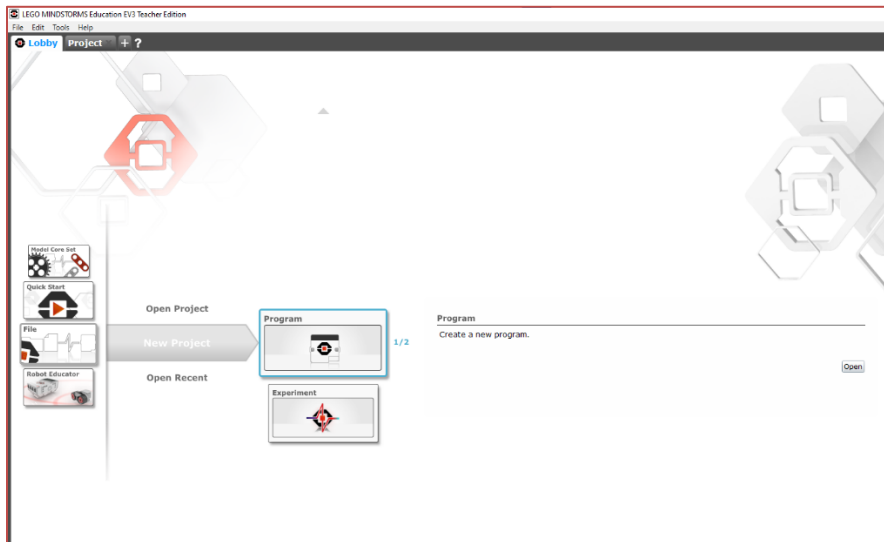 LEGO MINDSTORMS Education EV3 Teacher Edition
File Edit Tools Help
Lobby Project + ?
Model Core Set
Quick Start
File
Robot Educator
Open Project
New Project
Open Recent
Program
1/2
Experiment
Program
Create a new program.
Open